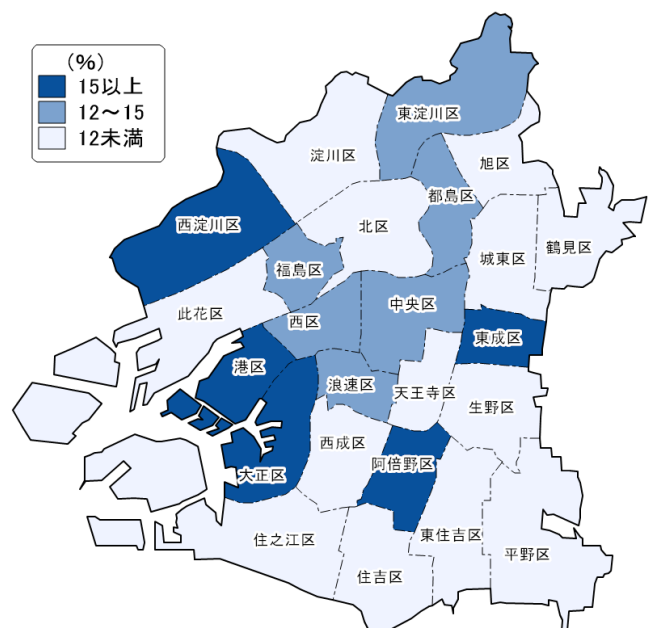 (%)
15以上
12～15
12未満
東淀川区
淀川区
旭区
都島区
西淀川区
北区
鶴見区
城東区
福島区
中央区
此花区
西区
東成区
港区
浪速区
天王寺区
生野区
西成区
阿倍野区
大正区
東住吉区
住之江区
平野区
住吉区